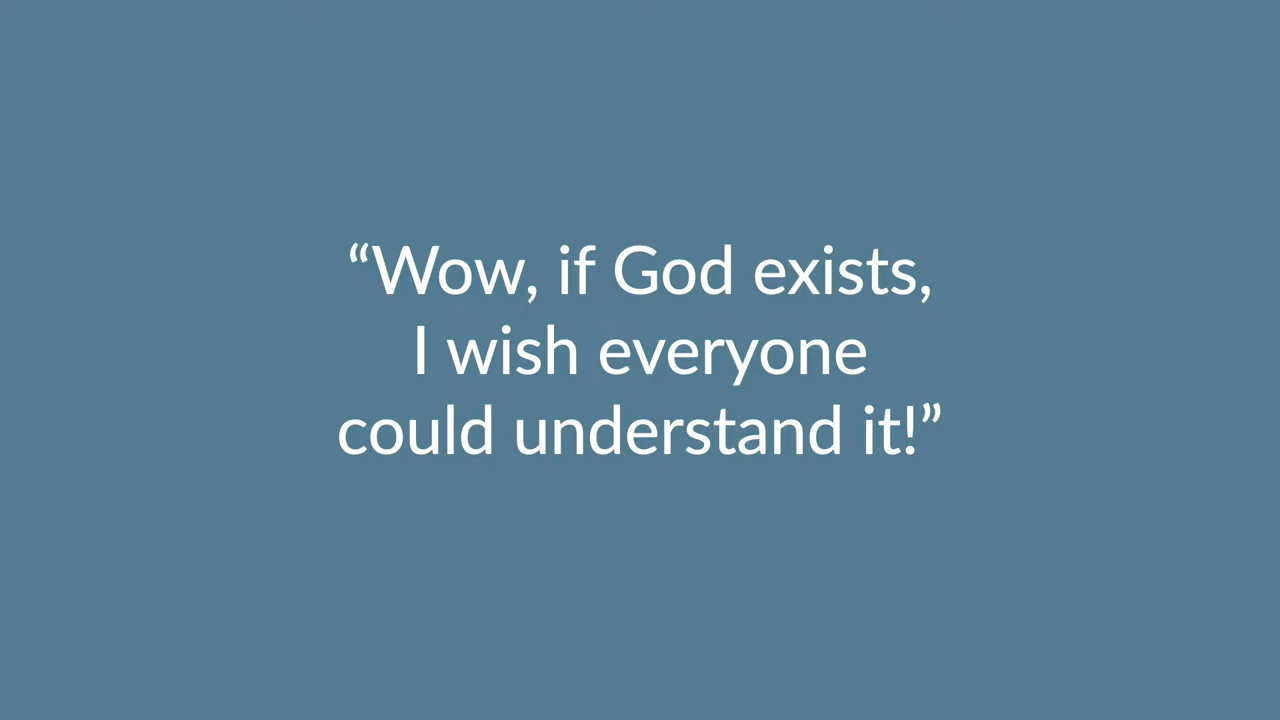 “Wow, if God exists,
I wish everyone
could understand it!”